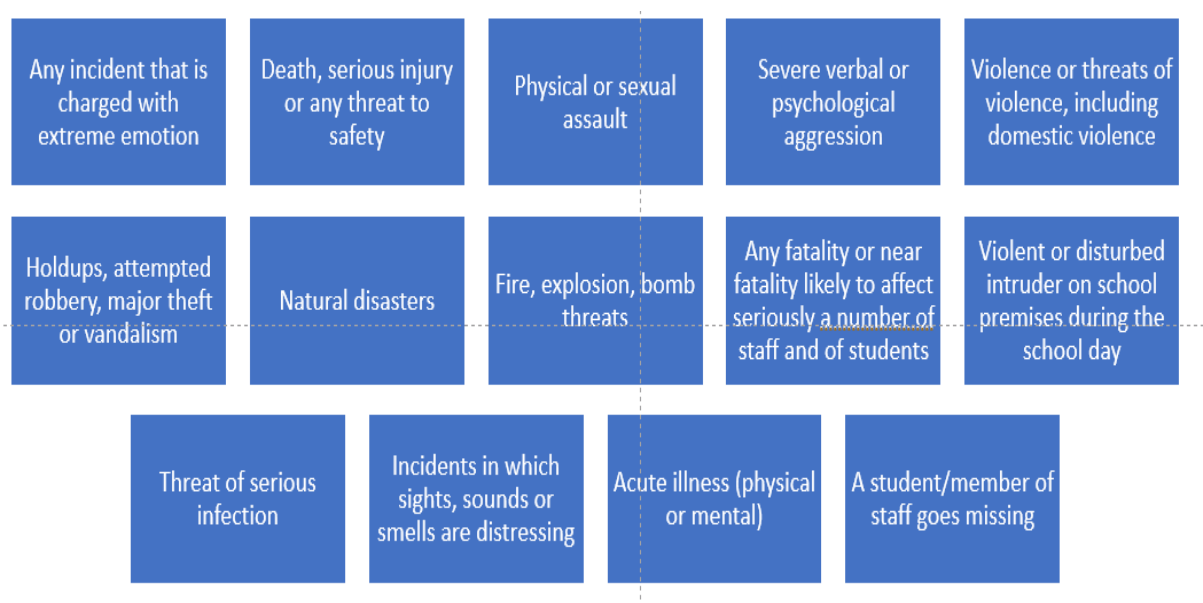 Any incident that is
charged with
extreme emotion
Death, serious injury
or any threat to
safety
Physical or sexual
assault
Severe verbal or
psychological
aggression
Violence or threats of
violence, including
domestic violence
Holdups, attempted
robbery, major theft
or vandalism
Natural disasters
Fire, explosion, bomb
threats
Any fatality or near
fatality likely to affect
seriously a number of
staff and of students
Violent or disturbed
intruder on school
premises during the
school day
Threat of serious
infection
Incidents in which
sights, sounds or
smells are distressing
Acute illness (physical
or mental)
A student/member of
staff goes missing